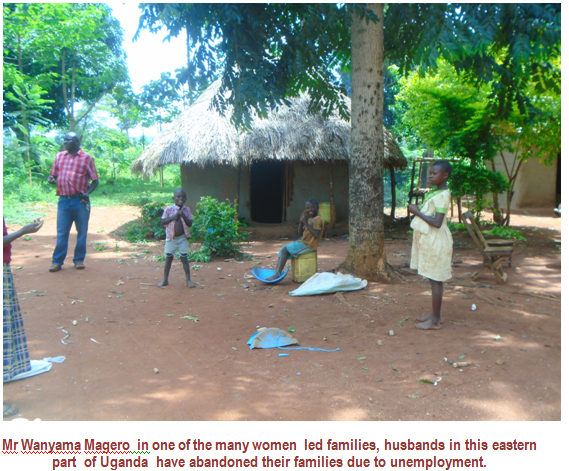 Mr Wanyama Magero in one of the many women led families, husbands in this eastern
part of Uganda have abandoned their families due to unemployment.